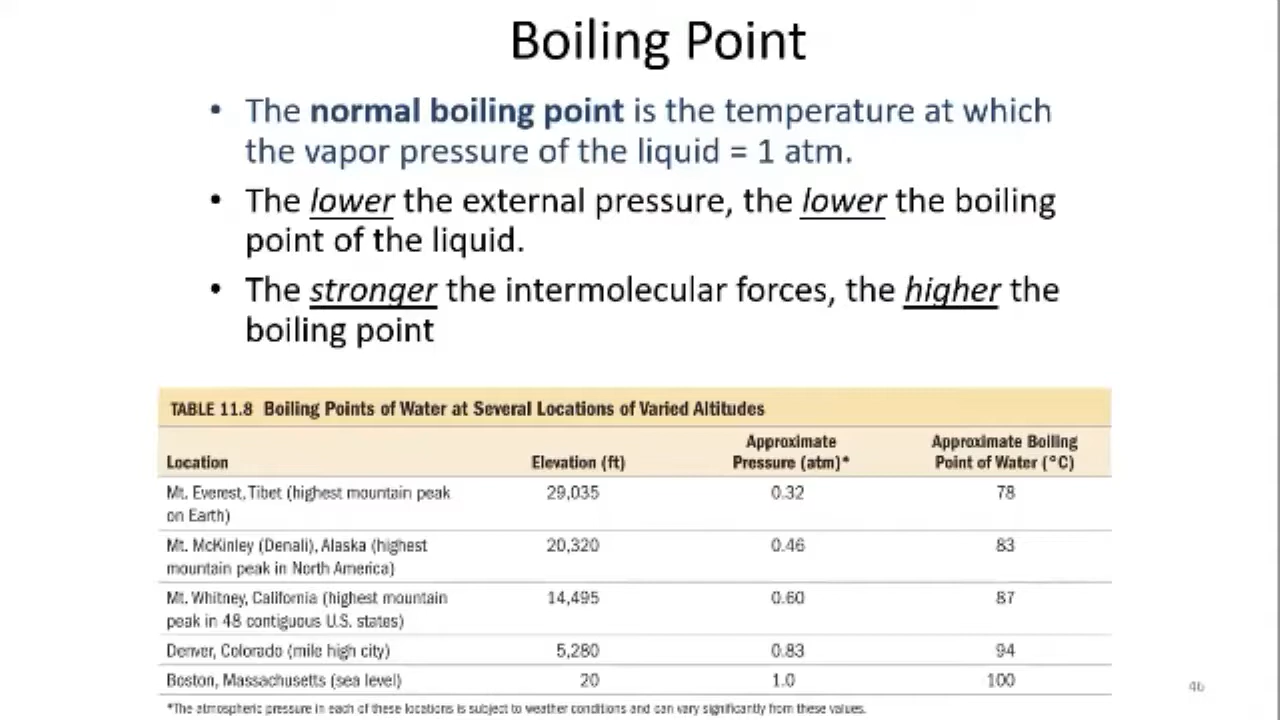 Boiling Point
• The normal boiling point is the temperature at which
the vapor pressure of the liquid = 1 atm.
• The lower the external pressure, the lower the boiling
point of the liquid.
• The stronger the intermolecular forces, the higher the
boiling point
TABLE 11.8 Boiling Points of Water at Several Locations of Varied Altitudes
Approximate Approximate Boiling
Location Elevation (ft) Pressure (atm)* Point of Water (°C)
Mt. Everest, Tibet (highest mountain peak 29,035 0.32 78
on Earth)
Mt. McKinley (Denali), Alaska (highest 20,320 0.46 83
mountain peak in North America)
Mt. Whitney, California (highest mountain 14,495 0.60 87
peak in 48 contiguous U.S. states)
Denver, Colorado (mile high city) 5,280 0.83 94
Boston, Massachusetts (sea level) 20 1.0 100
*The atmospheric pressure in each of these locations is subject to weather conditions and can vary significantly from these values.
46